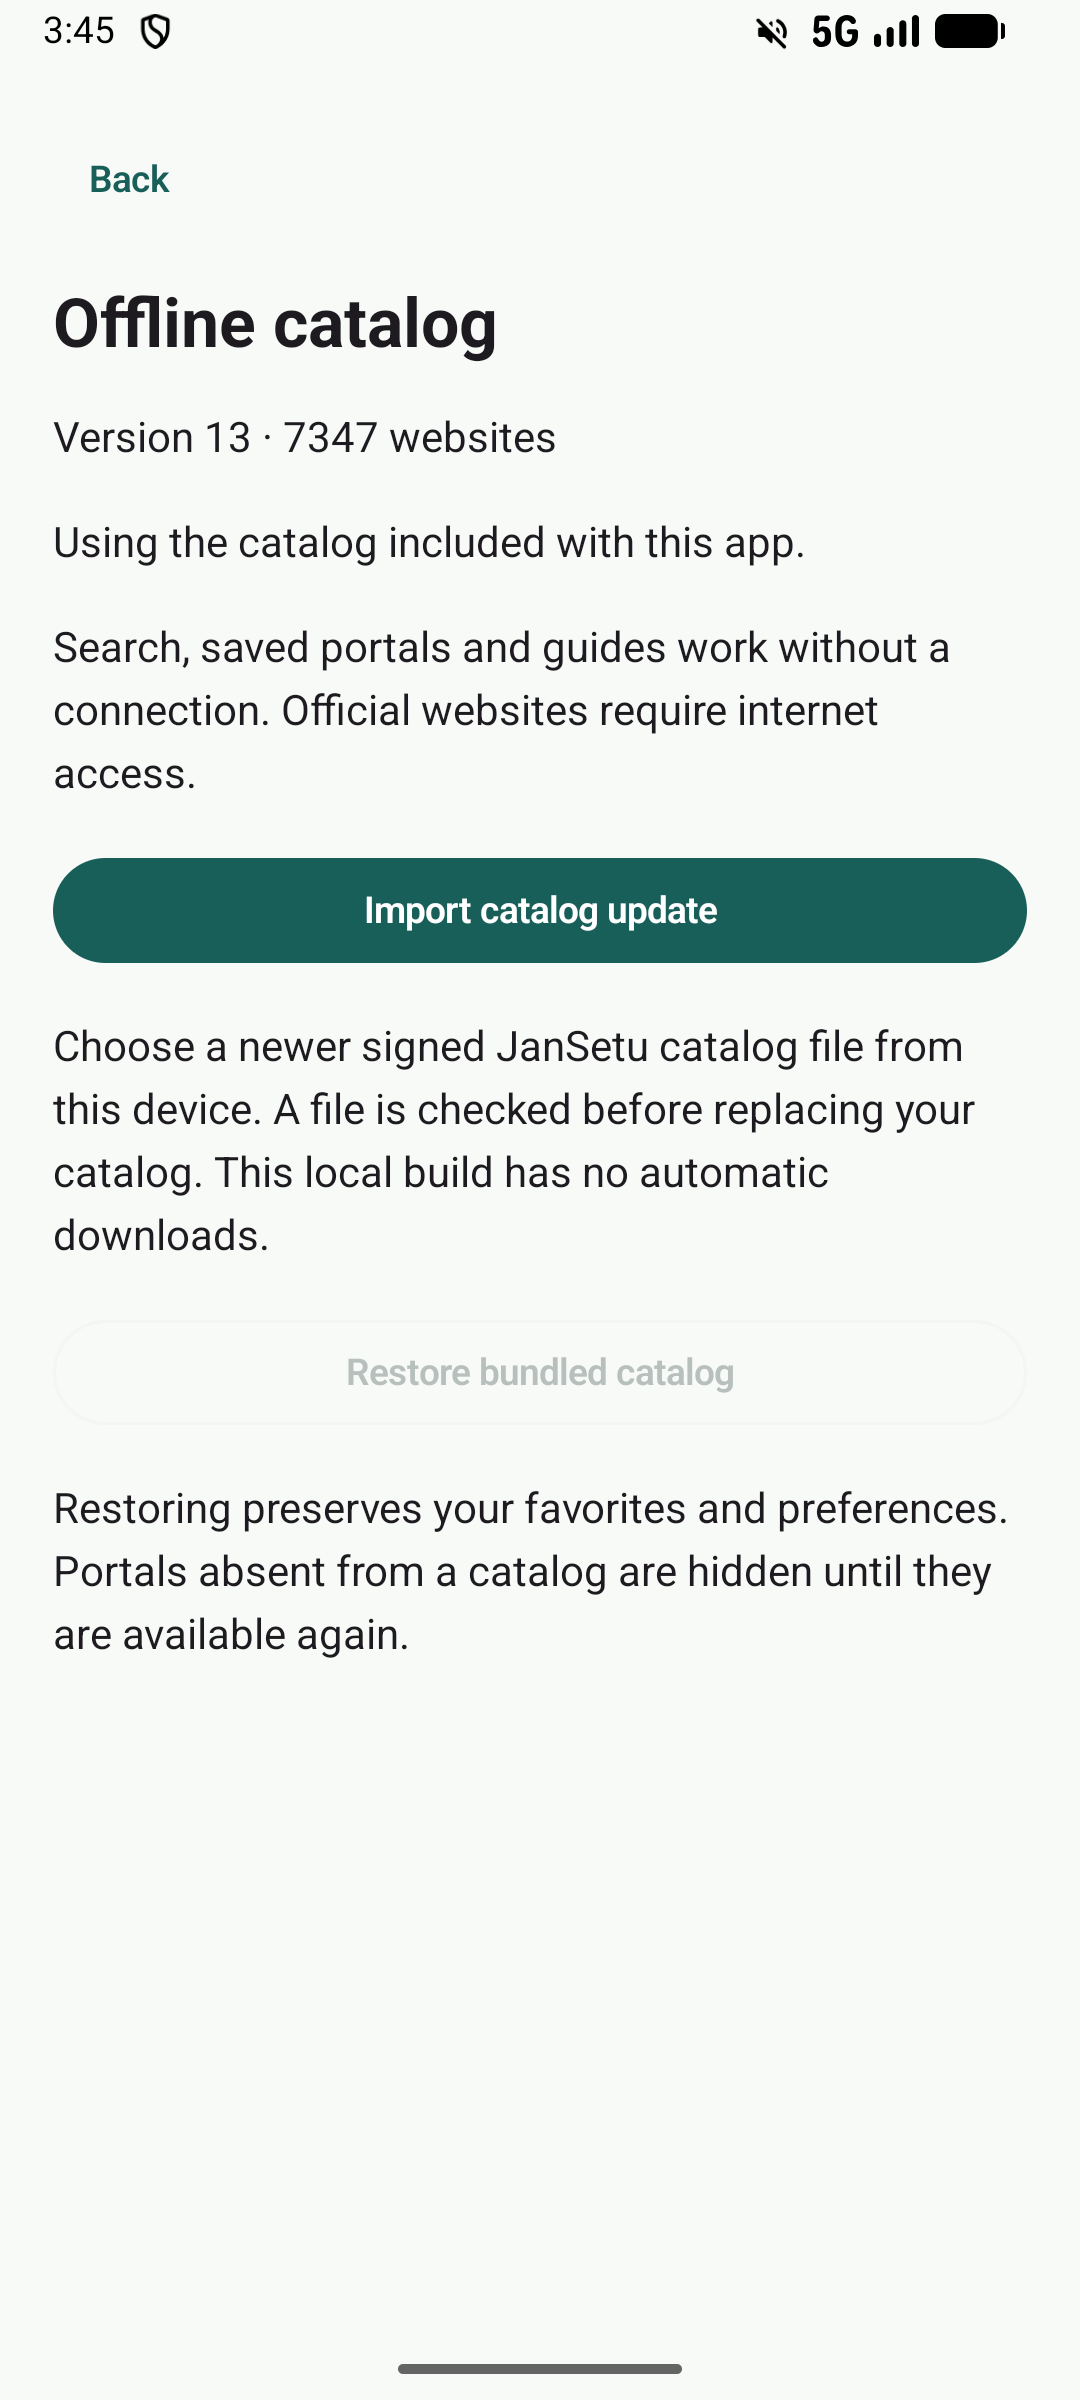 3:45
5G
Back
Offline catalog
Version 13 · 7347 websites
Using the catalog included with this app.
Search, saved portals and guides work without a
connection. Official websites require internet
access.
Import catalog update
Choose a newer signed JanSetu catalog file from
this device. A file is checked before replacing your
catalog. This local build has no automatic
downloads.
Restore bundled catalog
Restoring preserves your favorites and preferences.
Portals absent from a catalog are hidden until they
are available again.